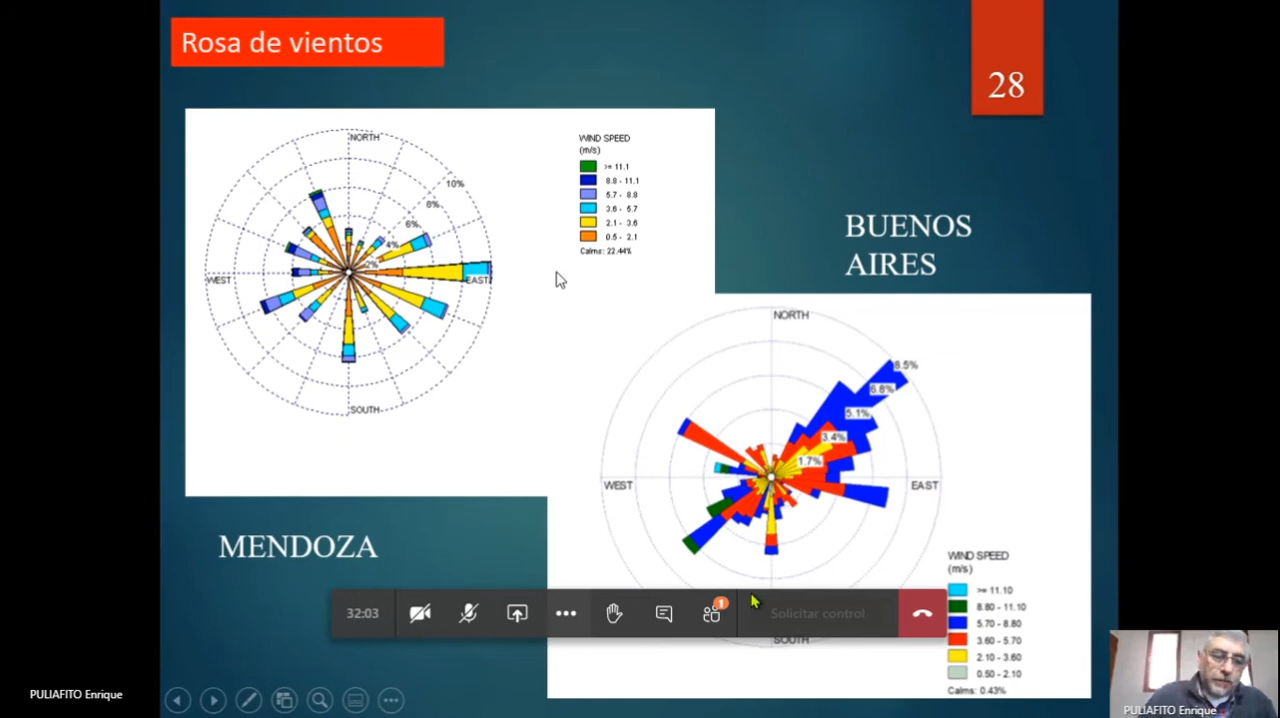 Rosa de vientos
28
NORTH
10%
8%
6%
4%
2%
WEST
EAST
SOUTH
WIND SPEED
(m/s)
>= 11.1
8.8 - 11.1
5.7 - 8.8
3.6 - 5.7
2.1 - 3.6
0.5 - 2.1
Calms: 22.44%
BUENOS
AIRES
NORTH
8.5%
6.8%
5.1%
3.4%
1.7%
WEST
EAST
SOUTH
WIND SPEED
(m/s)
>= 11.10
8.80 - 11.10
5.70 - 8.80
3.60 - 5.70
2.10 - 3.60
0.50 - 2.10
Calms: 0.43%
MENDOZA
32:03
1
Solicitar control
PULIAFITO Enrique
PULIAFITO Enrique